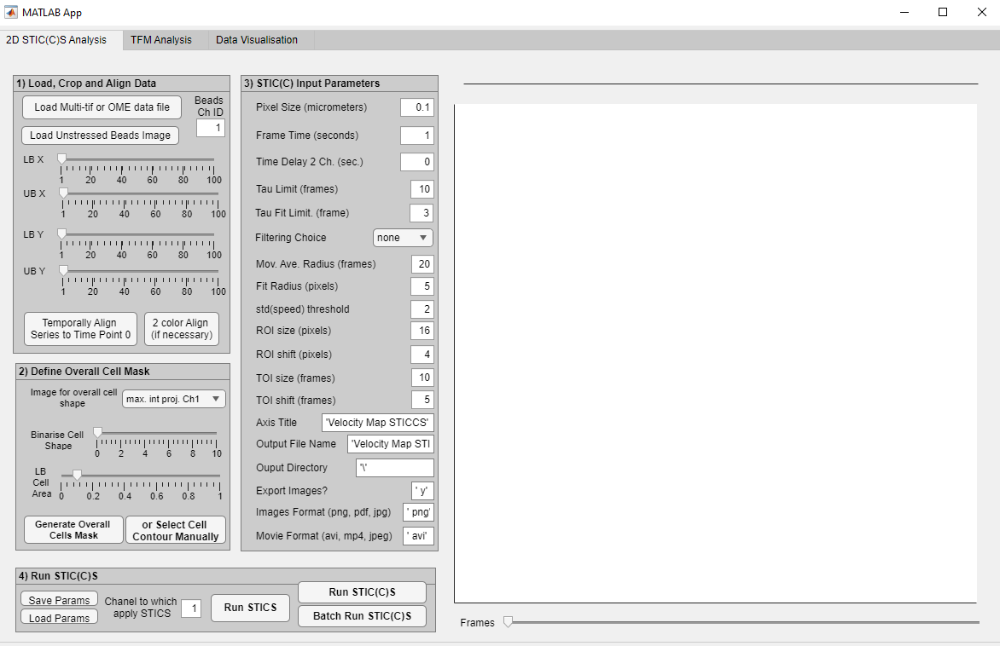 MATLAB App
2D STIC(C)S Analysis
TFM Analysis
Data Visualisation
1) Load, Crop and Align Data
Load Multi-tif or OME data file
Beads
Ch ID
1
Load Unstressed Beads Image
LB X
1 20 40 60 80 100
UB X
1 20 40 60 80 100
LB Y
1 20 40 60 80 100
UB Y
1 20 40 60 80 100
Temporally Align
Series to Time Point 0
2 color Align
(if necessary)
2) Define Overall Cell Mask
Image for overall cell
shape
max. int proj. Ch1
Binarise Cell
Shape
0 2 4 6 8 10
LB
Cell
Area
0 0.2 0.4 0.6 0.8 1
Generate Overall
Cells Mask
or Select Cell
Contour Manually
3) STIC(C) Input Parameters
Pixel Size (micrometers) 0.1
Frame Time (seconds) 1
Time Delay 2 Ch. (sec.) 0
Tau Limit (frames) 10
Tau Fit Limit. (frame) 3
Filtering Choice none
Mov. Ave. Radius (frames) 20
Fit Radius (pixels) 5
std(speed) threshold 2
ROI size (pixels) 16
ROI shift (pixels) 4
TOI size (frames) 10
TOI shift (frames) 5
Axis Title 'Velocity Map STICCS'
Output File Name 'Velocity Map STI
Ouput Directory '\'
Export Images? ' y'
Images Format (png, pdf, jpg) ' png'
Movie Format (avi, mp4, jpeg) ' avi'
4) Run STIC(C)S
Save Params
Load Params
Chanel to which
apply STICS
1
Run STICS
Run STIC(C)S
Batch Run STIC(C)S
Frames